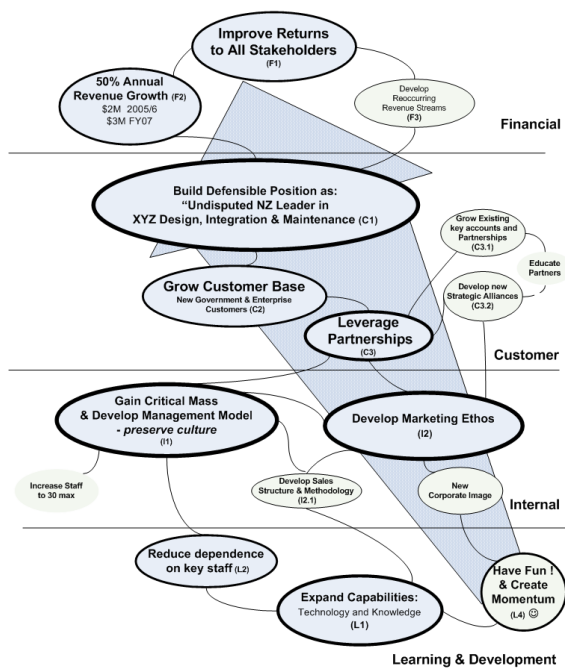 Improve Returns
to All Stakeholders
(F1)
50% Annual
Revenue Growth (F2)
$2M 2005/6
$3M FY07
Develop
Reoccurring
Revenue Streams
(F3)
Financial
Build Defensible Position as:
“Undisputed NZ Leader in
XYZ Design, Integration & Maintenance (C1)
Grow Existing
key accounts and
Partnerships
(C3.1)
Educate
Partners
Grow Customer Base
New Government & Enterprise
Customers (C2)
Develop new
Strategic Alliances
(C3.2)
Leverage
Partnerships
(C3)
Customer
Gain Critical Mass
& Develop Management Model
- preserve culture
(I1)
Develop Marketing Ethos
(I2)
Increase Staff
to 30 max
Develop Sales
Structure & Methodology
(I2.1)
New
Corporate Image
Internal
Reduce dependence
on key staff (L2)
Have Fun !
& Create
Momentum
(L4) ☺
Expand Capabilities:
Technology and Knowledge
(L1)
Learning & Development